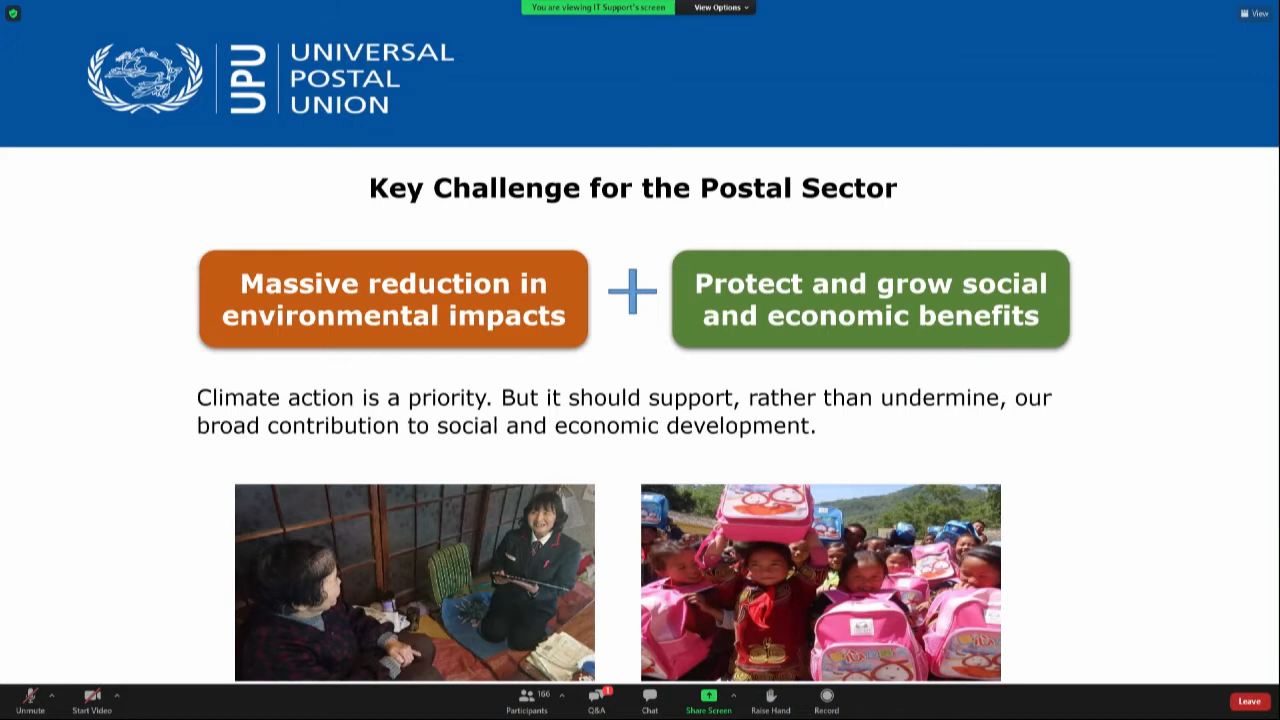 You are viewing IT Support's screen
View Options
View
UPU
UNIVERSAL
POSTAL
UNION
Key Challenge for the Postal Sector
Massive reduction in
environmental impacts
Protect and grow social
and economic benefits
Climate action is a priority. But it should support, rather than undermine, our
broad contribution to social and economic development.
Unmute
Start Video
166
Participants
1
Q&A
Chat
Share Screen
Raise Hand
Record
Leave